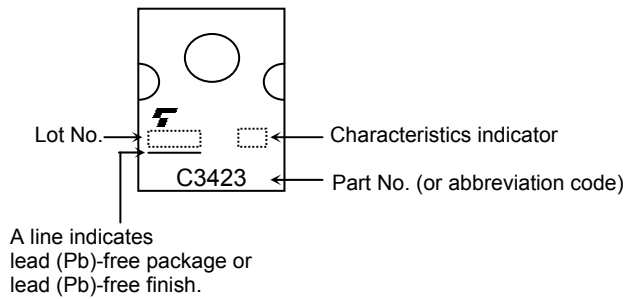 Lot No.
Characteristics indicator
C3423
Part No. (or abbreviation code)
A line indicates
lead (Pb)-free package or
lead (Pb)-free finish.